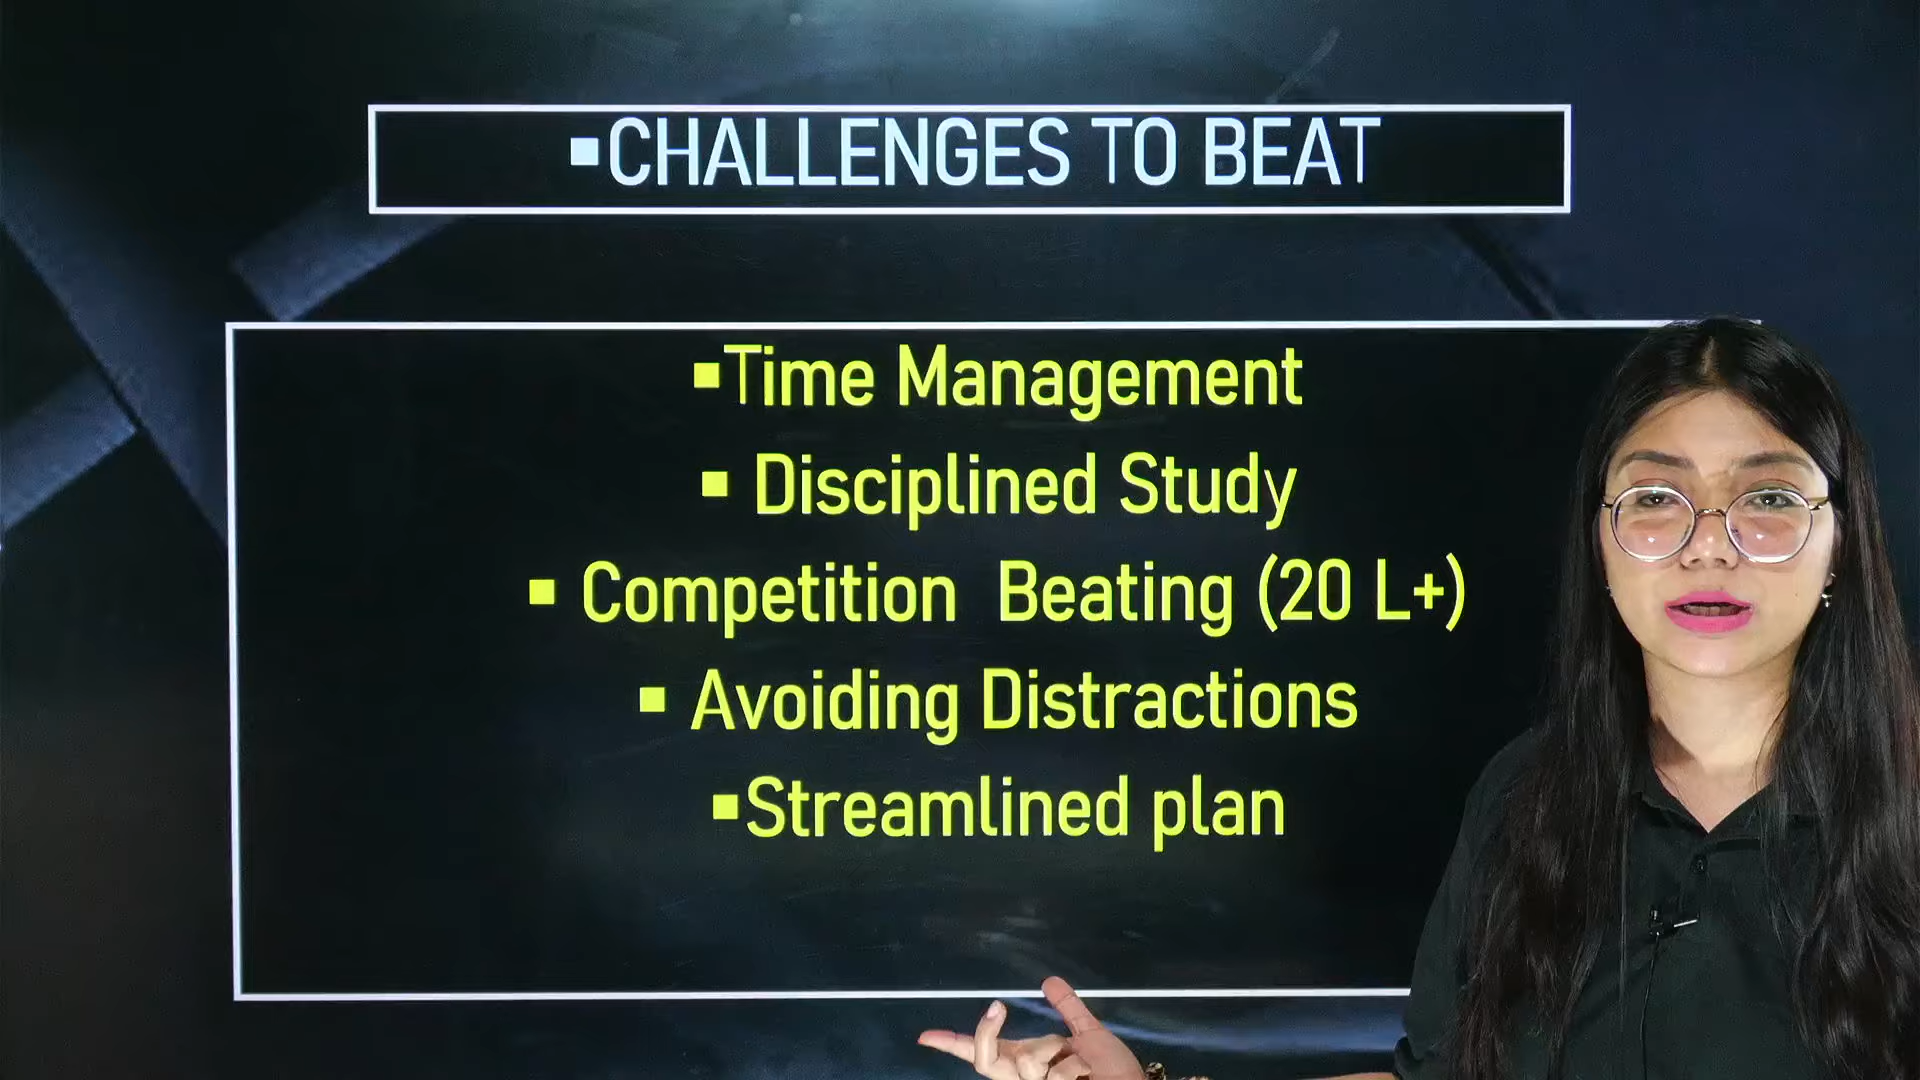 ▪CHALLENGES TO BEAT
▪Time Management
▪ Disciplined Study
▪ Competition  Beating (20 L+)
▪ Avoiding Distractions
▪Streamlined plan